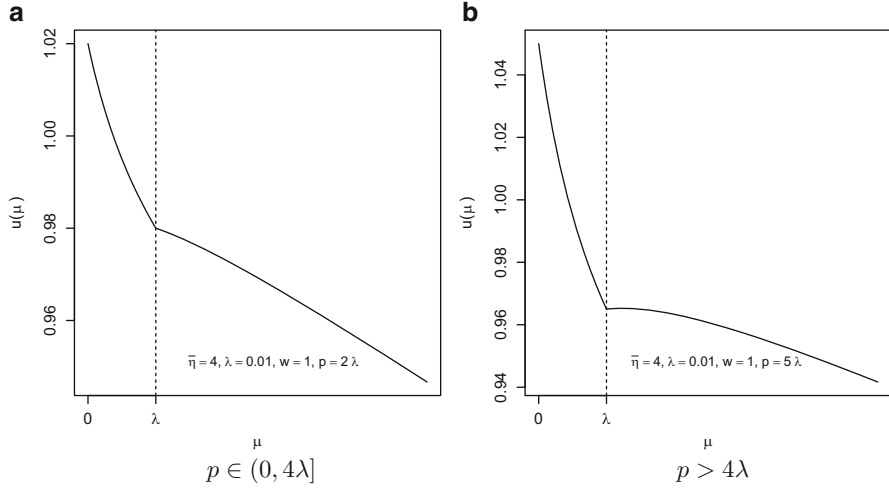 a
1.02
1.00
0.98
0.96
u(μ)
η̅ = 4, λ = 0.01, w = 1, p = 2 λ
0
λ
μ
p ∈ (0, 4λ]
b
1.04
1.02
1.00
0.98
0.96
0.94
u(μ)
η̅ = 4, λ = 0.01, w = 1, p = 5 λ
0
λ
μ
p > 4λ